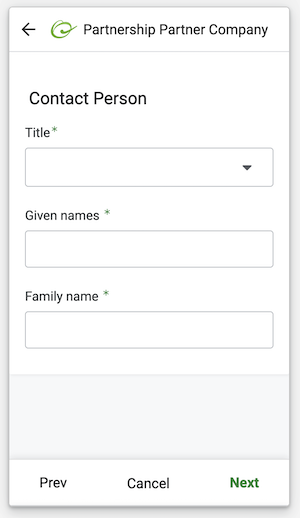 Partnership Partner Company
Contact Person
Title*
Given names *
Family name *
Prev Cancel Next